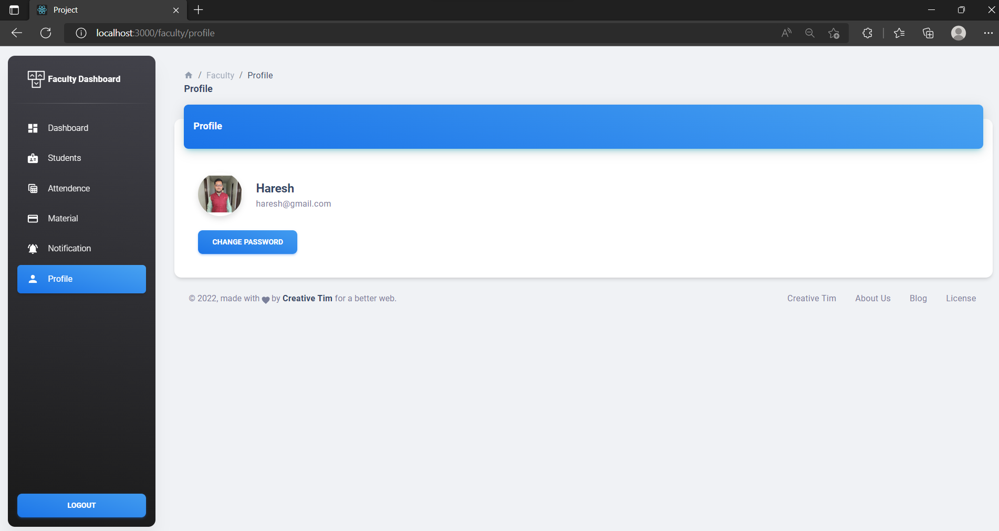 Project
localhost:3000/faculty/profile
Faculty Dashboard
Dashboard
Students
Attendence
Material
Notification
Profile
LOGOUT
/ Faculty / Profile
Profile
Profile
Haresh
haresh@gmail.com
CHANGE PASSWORD
© 2022, made with by Creative Tim for a better web.
Creative Tim About Us Blog License